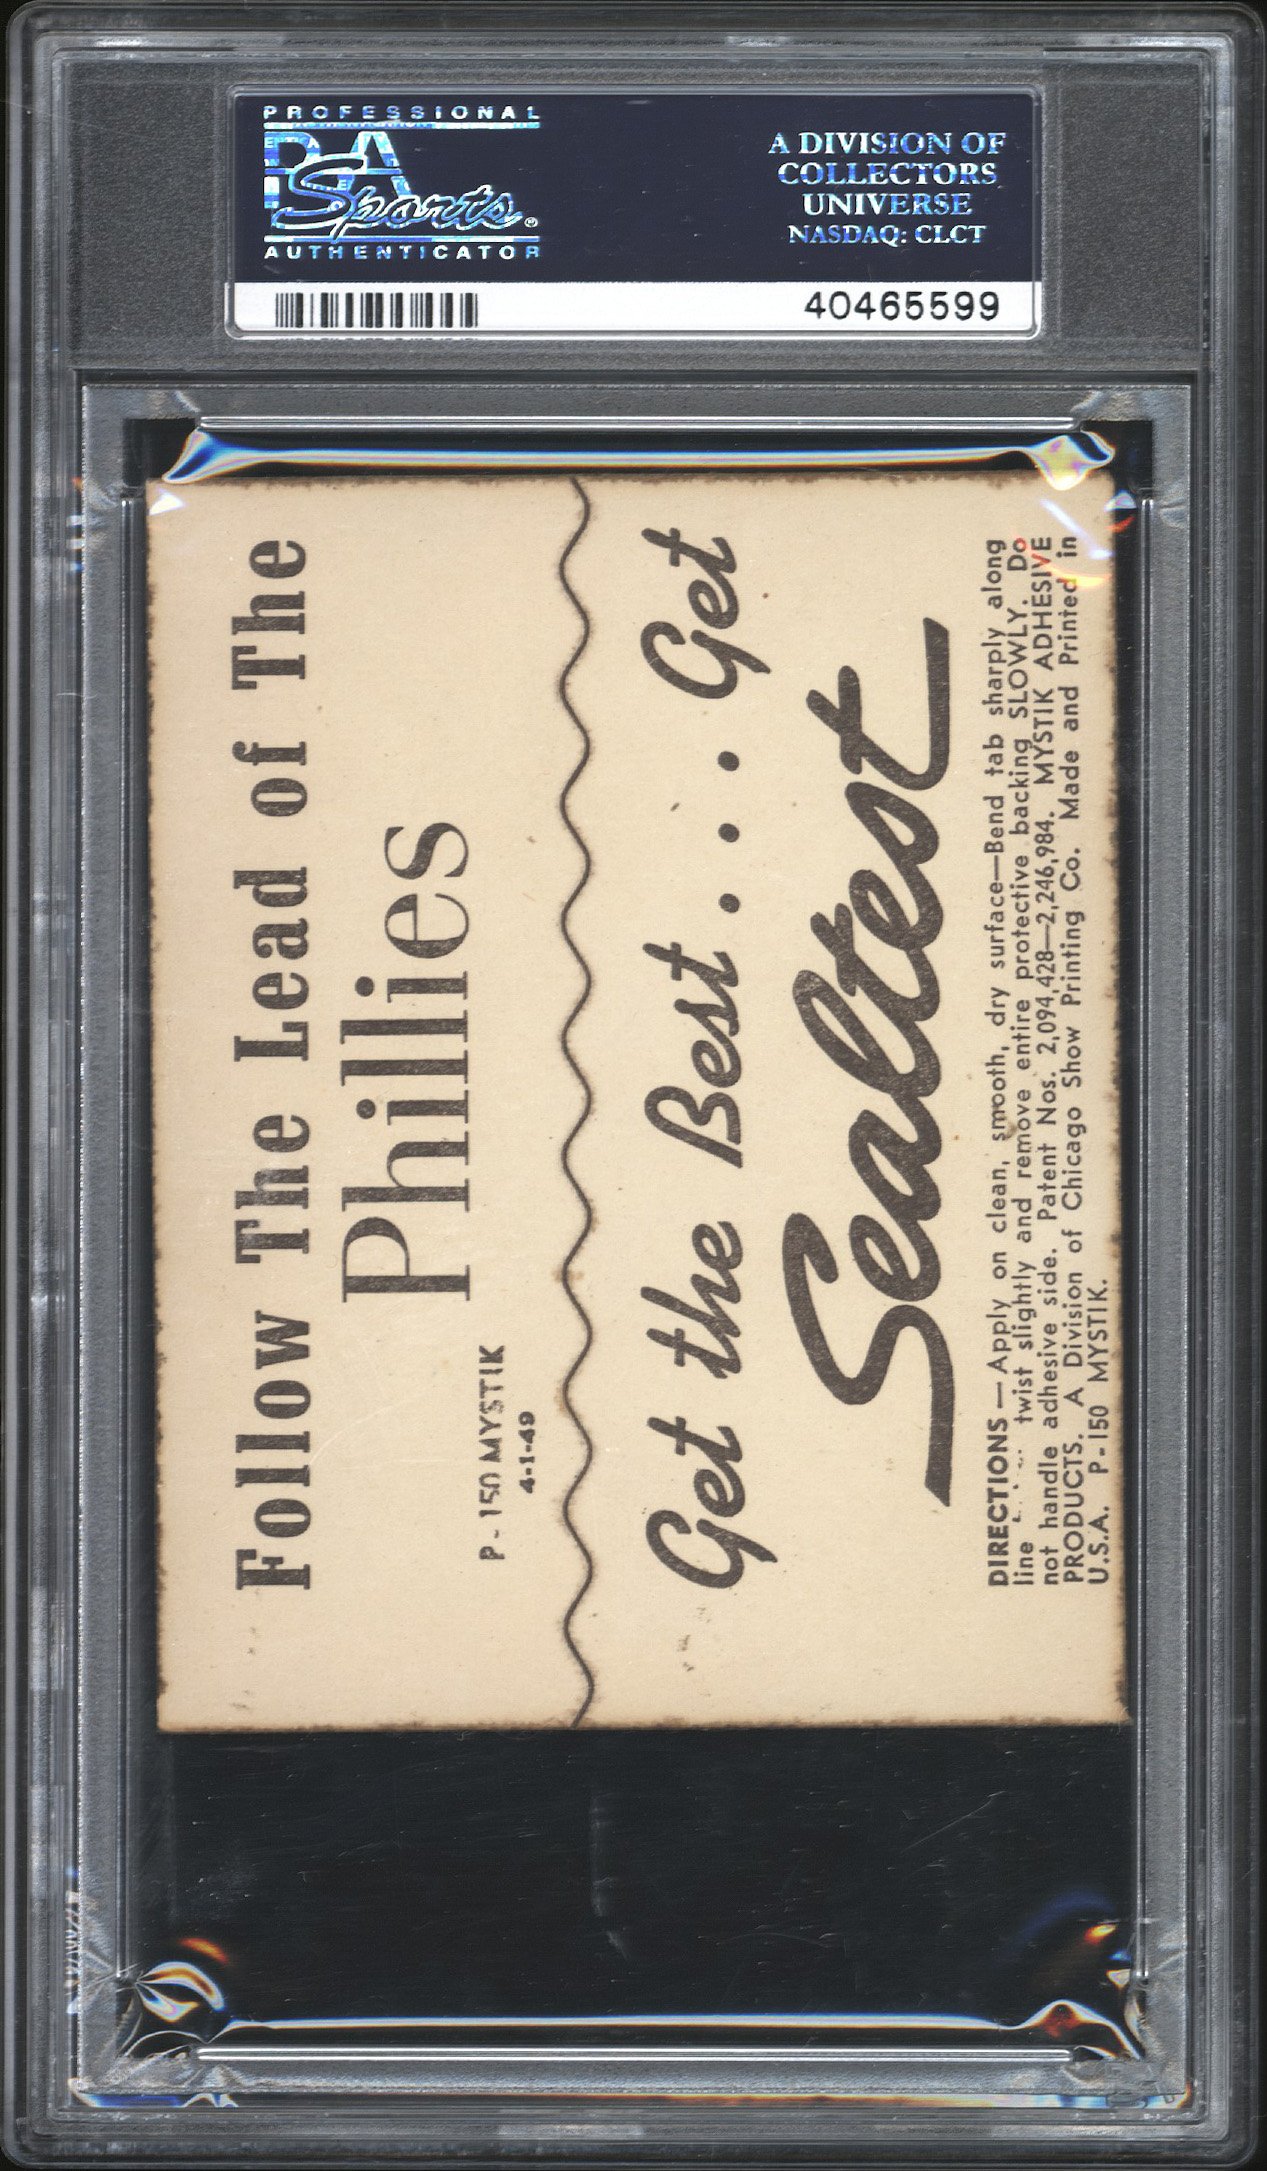 PROFESSIONAL
PSA
Sports
AUTHENTICATOR
A DIVISION OF
COLLECTORS
UNIVERSE
NASDAQ: CLCT
40465599
Follow The Lead of The
Phillies
P-150 MYSTIK
4-1-49
Get the Best . . . Get
Sealtest
DIRECTIONS — Apply on clean, smooth, dry surface—Bend tab sharply along
line twist slightly and remove entire protective backing SLOWLY. Do
not handle adhesive side. Patent Nos. 2,094,428—2,246,984. MYSTIK ADHESIVE
PRODUCTS. A Division of Chicago Show Printing Co. Made and Printed in
U.S.A. P-150 MYSTIK.